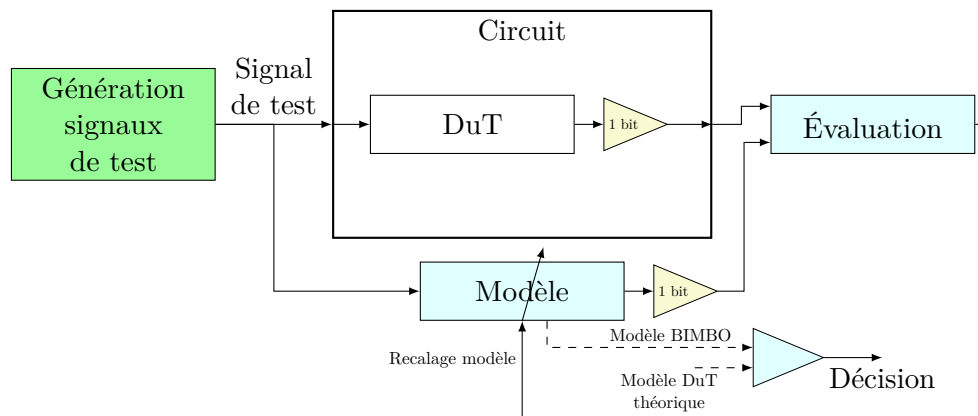 Circuit
Génération
signaux
de test
Signal
de test
DuT
1 bit
Évaluation
Modèle
1 bit
Modèle BIMBO
Recalage modèle
Modèle DuT
théorique
Décision